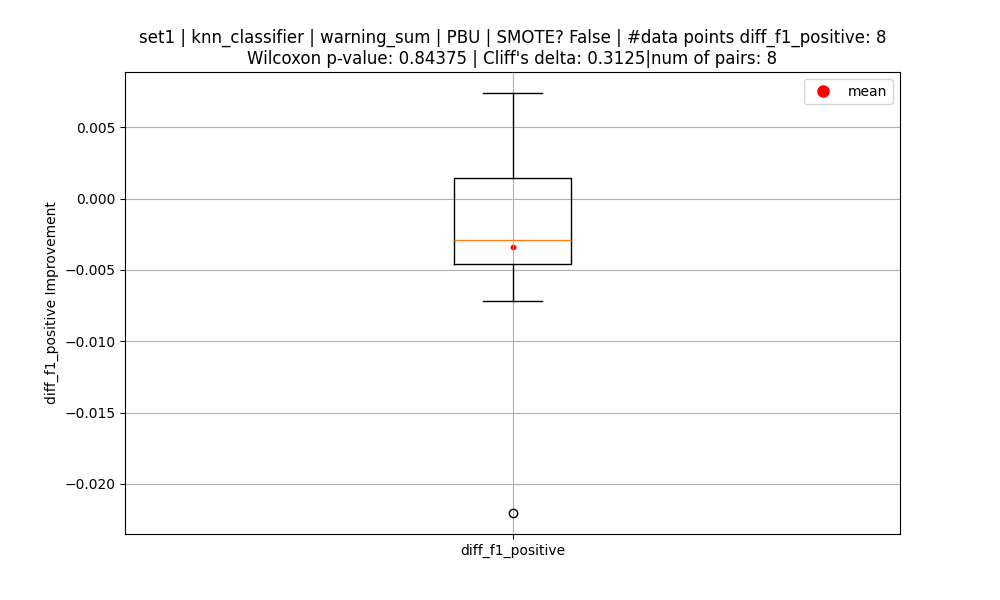 set1 | knn_classifier | warning_sum | PBU | SMOTE? False | #data points diff_f1_positive: 8
Wilcoxon p-value: 0.84375 | Cliff's delta: 0.3125|num of pairs: 8
mean
0.005
0.000
−0.005
−0.010
−0.015
−0.020
diff_f1_positive Improvement
diff_f1_positive